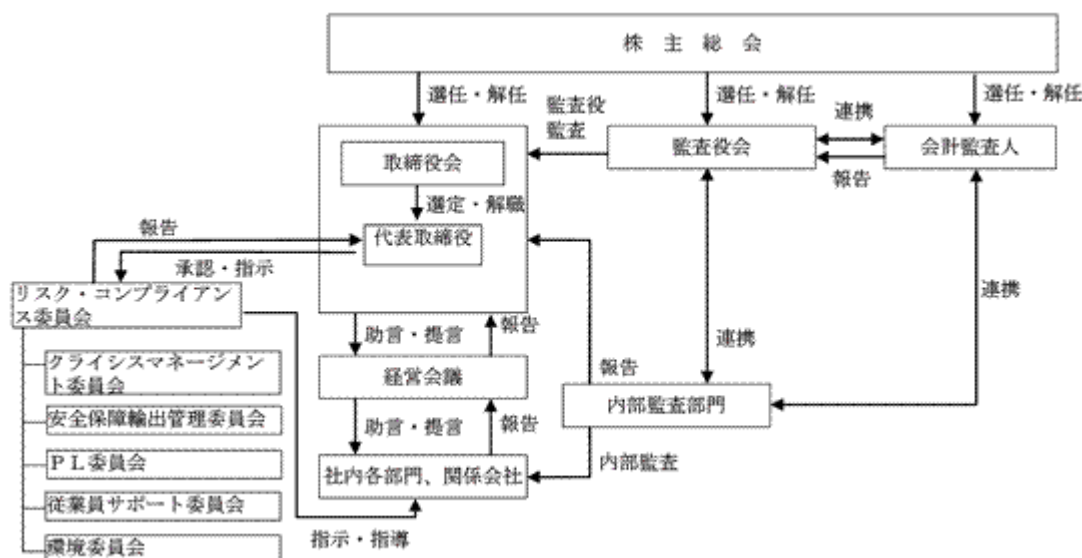 株 主 総 会
選任・解任
選任・解任
選任・解任
監査役
監査
連携
取締役会
監査役会
会計監査人
報告
選定・解職
代表取締役
報告
承認・指示
リスク・コンプライアン
ス委員会
連携
助言・提言
報告
連携
クライシスマネージメン
ト委員会
経営会議
報告
内部監査部門
安全保障輸出管理委員会
助言・提言
報告
ＰＬ委員会
社内各部門、関係会社
内部監査
従業員サポート委員会
指示・指導
環境委員会